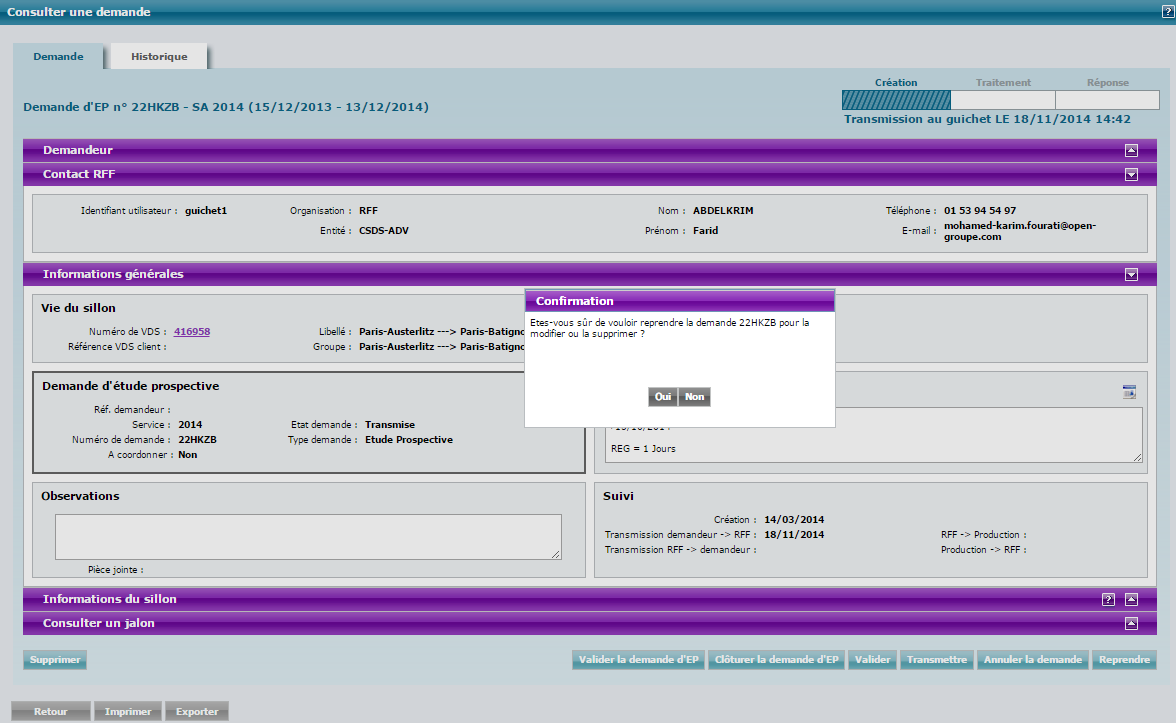 Consulter une demande
?
Demande
Historique
Création
Traitement
Réponse
Demande d'EP n° 22HKZB - SA 2014 (15/12/2013 - 13/12/2014)
Transmission au guichet LE 18/11/2014 14:42
Demandeur
Contact RFF
Identifiant utilisateur : guichet1
Organisation : RFF
Nom : ABDELKRIM
Téléphone : 01 53 94 54 97
Entité : CSDS-ADV
Prénom : Farid
E-mail : mohamed-karim.fourati@open-
groupe.com
Informations générales
Vie du sillon
Numéro de VDS : 416958
Libellé : Paris-Austerlitz ---> Paris-Batigno
Référence VDS client :
Groupe : Paris-Austerlitz ---> Paris-Batigno
Confirmation
Etes-vous sûr de vouloir reprendre la demande 22HKZB pour la
modifier ou la supprimer ?
Oui
Non
Demande d'étude prospective
Réf. demandeur :
Service : 2014
Etat demande : Transmise
Numéro de demande : 22HKZB
Type demande : Etude Prospective
A coordonner : Non
REG = 1 Jours
Observations
Pièce jointe :
Suivi
Création : 14/03/2014
Transmission demandeur -> RFF : 18/11/2014
RFF -> Production :
Transmission RFF -> demandeur :
Production -> RFF :
Informations du sillon
?
Consulter un jalon
Supprimer
Valider la demande d'EP
Clôturer la demande d'EP
Valider
Transmettre
Annuler la demande
Reprendre
Retour
Imprimer
Exporter